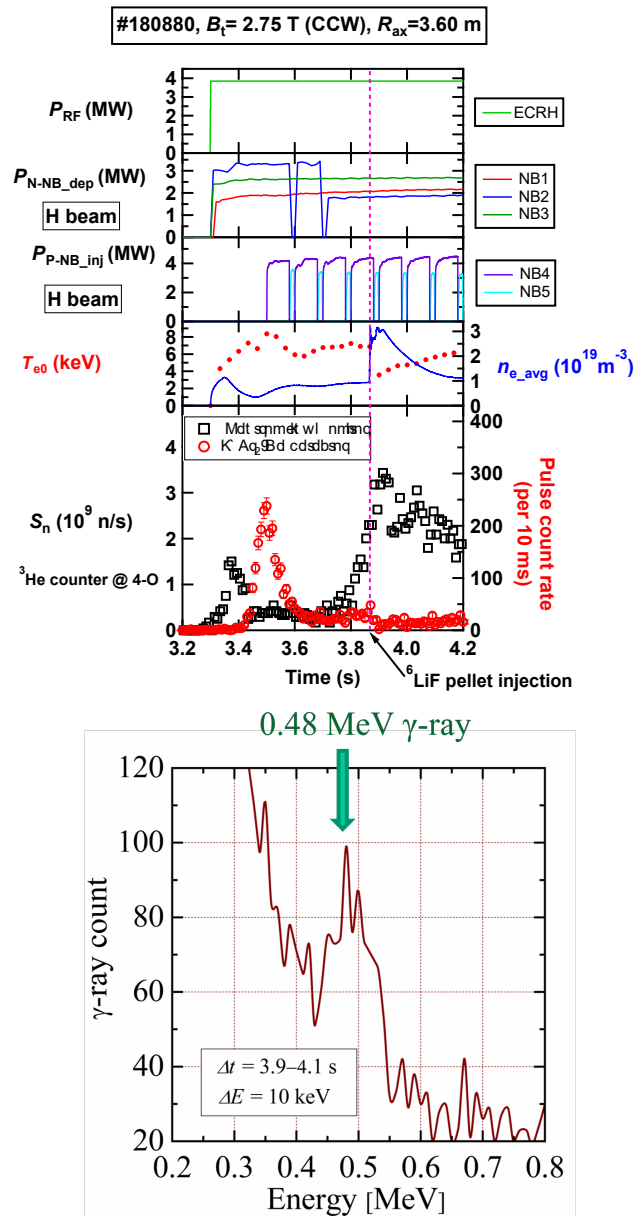 #180880, Bt= 2.75 T (CCW), Rax=3.60 m
PRF (MW)
4
3
2
1
0
ECRH
PN-NB_dep (MW)
H beam
3
2
1
0
NB1
NB2
NB3
PP-NB_inj (MW)
H beam
4
2
0
NB4
NB5
Te0 (keV)
8
6
4
2
0
3
2
1
0
ne_avg (10¹⁹m⁻³)
Sn (10⁹ n/s)
³He counter @ 4-O
4
3
2
1
0
400
300
200
100
0
Pulse count rate
(per 10 ms)
3.2 3.4 3.6 3.8 4.0 4.2
Time (s)
⁶LiF pellet injection
0.48 MeV γ-ray
γ-ray count
120
100
80
60
40
20
Δt = 3.9–4.1 s
ΔE = 10 keV
0.2 0.3 0.4 0.5 0.6 0.7 0.8
Energy [MeV]